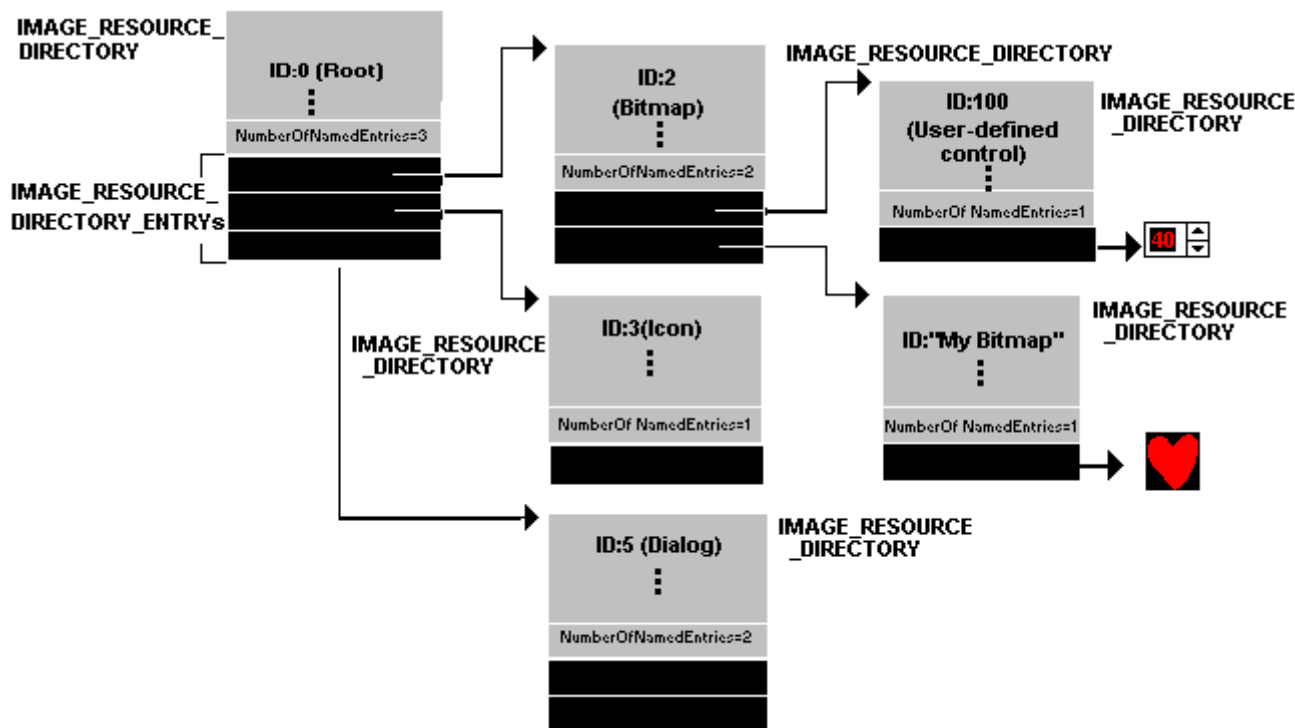 IMAGE_RESOURCE_
DIRECTORY
ID:0 (Root)
NumberOfNamedEntries=3
IMAGE_RESOURCE_
DIRECTORY_ENTRYs
ID:2
(Bitmap)
NumberOfNamedEntries=2
IMAGE_RESOURCE_DIRECTORY
ID:100
(User-defined
control)
NumberOf NamedEntries=1
IMAGE_RESOURCE
_DIRECTORY
40
IMAGE_RESOURCE
_DIRECTORY
ID:3(Icon)
NumberOf NamedEntries=1
ID:"My Bitmap"
NumberOf NamedEntries=1
IMAGE_RESOURCE
_DIRECTORY
ID:5 (Dialog)
NumberOfNamedEntries=2
IMAGE_RESOURCE
_DIRECTORY